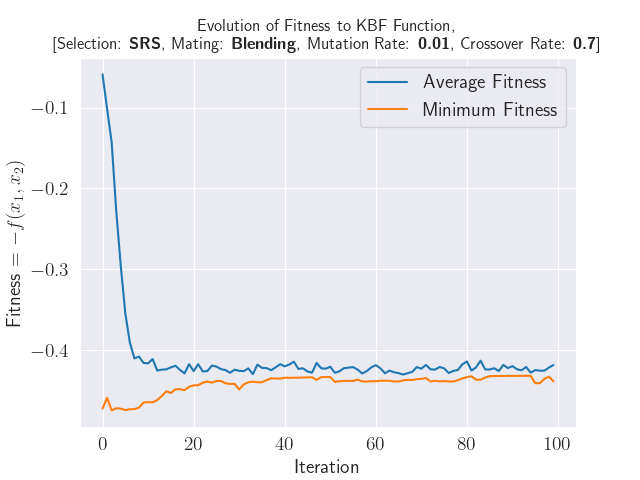 Evolution of Fitness to KBF Function,
[Selection: SRS, Mating: Blending, Mutation Rate: 0.01, Crossover Rate: 0.7]
Average Fitness
Minimum Fitness
−0.1
−0.2
−0.3
−0.4
Fitness = −f(x₁, x₂)
0 20 40 60 80 100
Iteration